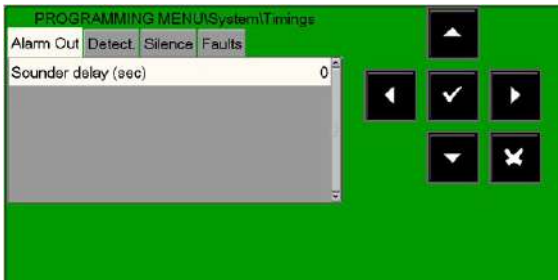 PROGRAMMING MENU\System\Timings
Alarm Out Detect. Silence Faults
Sounder delay (sec) 0